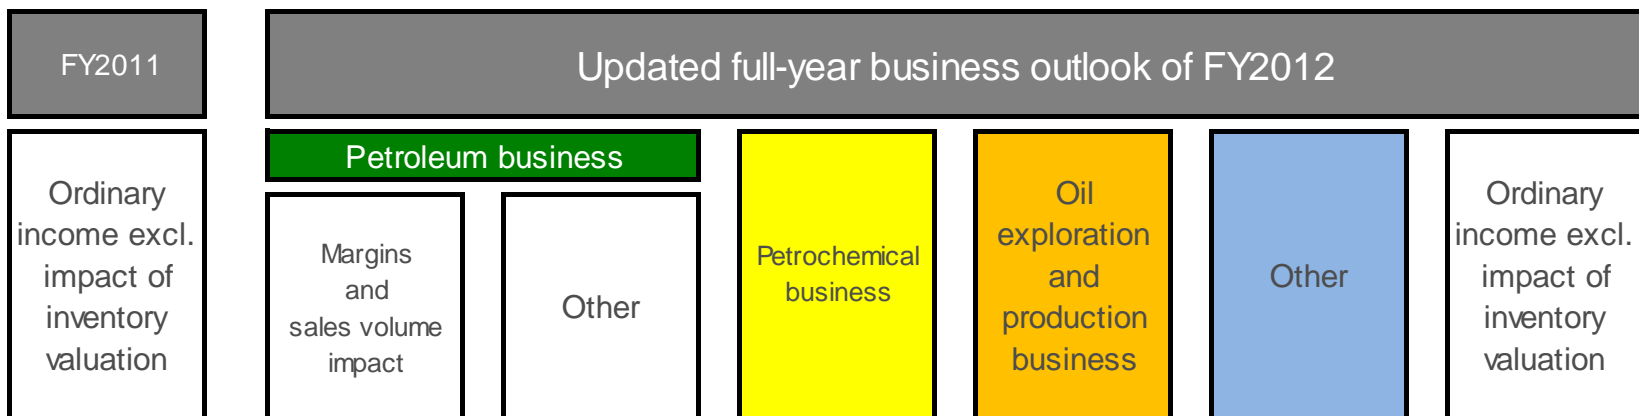 FY2011
Updated full-year business outlook of FY2012
Ordinary
income excl.
impact of
inventory
valuation
Petroleum business
Margins
and
sales volume
impact
Other
Petrochemical
business
Oil
exploration
and
production
business
Other
Ordinary
income excl.
impact of
inventory
valuation